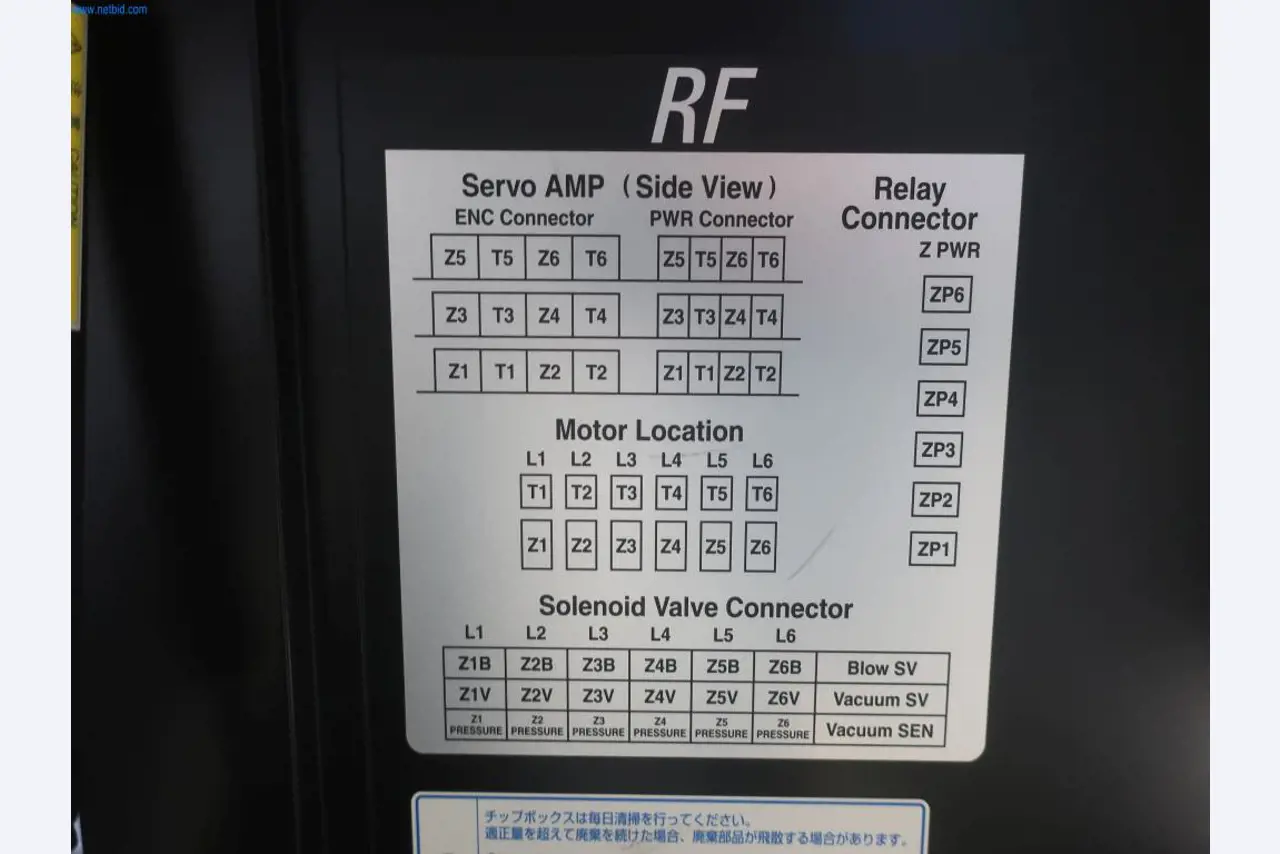 www.netbid.com
RF
Servo AMP (Side View)
ENC Connector PWR Connector
Z5 T5 Z6 T6 Z5 T5 Z6 T6
Z3 T3 Z4 T4 Z3 T3 Z4 T4
Z1 T1 Z2 T2 Z1 T1 Z2 T2
Relay
Connector
Z PWR
ZP6
ZP5
ZP4
ZP3
ZP2
ZP1
Motor Location
L1 L2 L3 L4 L5 L6
T1 T2 T3 T4 T5 T6
Z1 Z2 Z3 Z4 Z5 Z6
Solenoid Valve Connector
L1 L2 L3 L4 L5 L6
Z1B Z2B Z3B Z4B Z5B Z6B Blow SV
Z1V Z2V Z3V Z4V Z5V Z6V Vacuum SV
Z1 PRESSURE Z2 PRESSURE Z3 PRESSURE Z4 PRESSURE Z5 PRESSURE Z6 PRESSURE Vacuum SEN
チップボックスは毎日清掃を行ってください。
適正量を超えて廃棄を続けた場合、廃棄部品が飛散する場合があります。
CAUTION